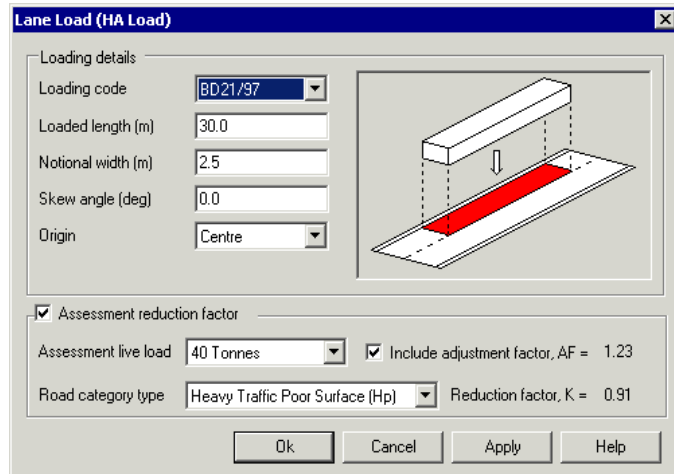 Lane Load (HA Load)
Loading details
Loading code BD21/97
Loaded length (m) 30.0
Notional width (m) 2.5
Skew angle (deg) 0.0
Origin Centre
Assessment reduction factor
Assessment live load 40 Tonnes Include adjustment factor, AF = 1.23
Road category type Heavy Traffic Poor Surface (Hp) Reduction factor, K = 0.91
Ok Cancel Apply Help